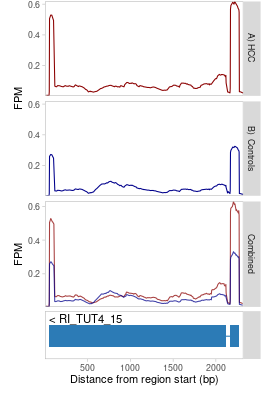 0.6
0.4
0.2
FPM
A) HCC
0.6
0.4
0.2
B) Controls
0.6
0.4
0.2
FPM
Combined
< RI_TUT4_15
500 1000 1500 2000
Distance from region start (bp)